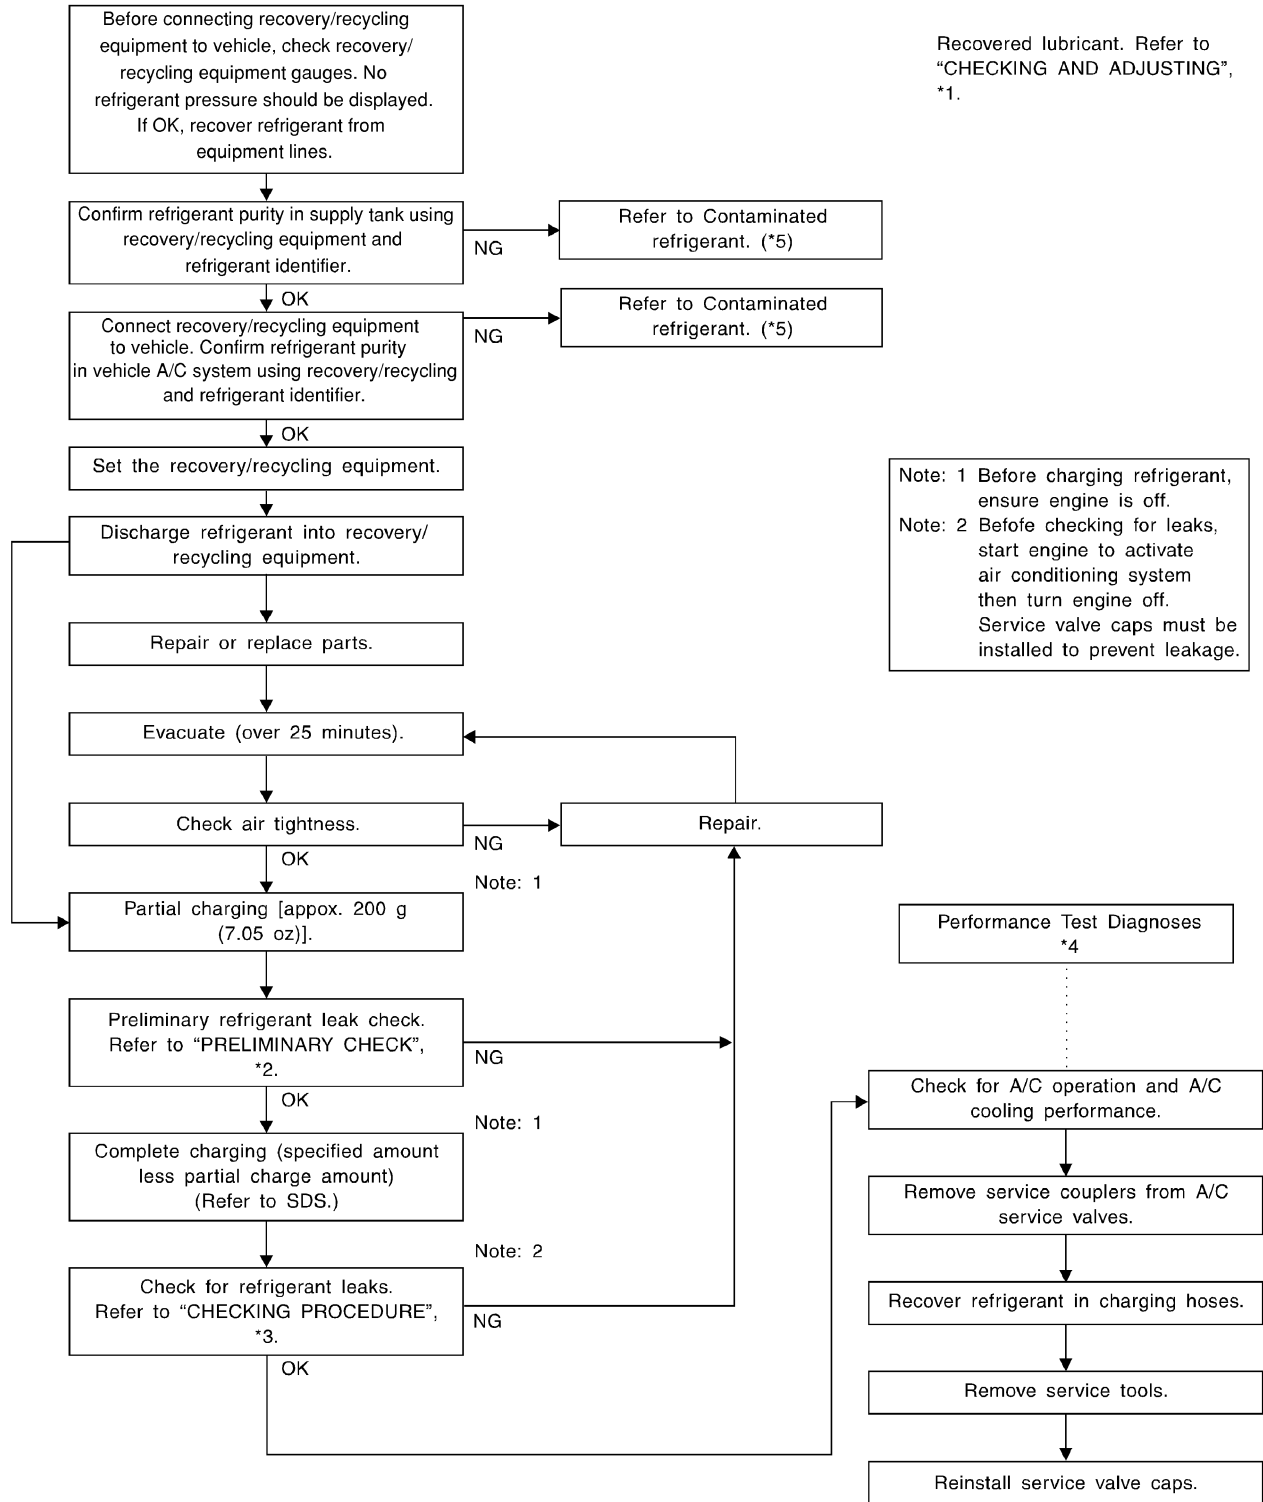 Before connecting recovery/recycling
equipment to vehicle, check recovery/
recycling equipment gauges. No
refrigerant pressure should be displayed.
If OK, recover refrigerant from
equipment lines.
Recovered lubricant. Refer to
“CHECKING AND ADJUSTING”,
*1.
Confirm refrigerant purity in supply tank using
recovery/recycling equipment and
refrigerant identifier.
NG
Refer to Contaminated
refrigerant. (*5)
OK
Connect recovery/recycling equipment
to vehicle. Confirm refrigerant purity
in vehicle A/C system using recovery/recycling
and refrigerant identifier.
NG
Refer to Contaminated
refrigerant. (*5)
OK
Set the recovery/recycling equipment.
Note: 1 Before charging refrigerant,
ensure engine is off.
Note: 2 Befofe checking for leaks,
start engine to activate
air conditioning system
then turn engine off.
Service valve caps must be
installed to prevent leakage.
Discharge refrigerant into recovery/
recycling equipment.
Repair or replace parts.
Evacuate (over 25 minutes).
Check air tightness.
NG
Repair.
OK
Note: 1
Partial charging [appox. 200 g
(7.05 oz)].
Preliminary refrigerant leak check.
Refer to “PRELIMINARY CHECK”,
*2.
NG
OK
Note: 1
Complete charging (specified amount
less partial charge amount)
(Refer to SDS.)
Note: 2
Check for refrigerant leaks.
Refer to “CHECKING PROCEDURE”,
*3.
NG
OK
Performance Test Diagnoses
*4
Check for A/C operation and A/C
cooling performance.
Remove service couplers from A/C
service valves.
Recover refrigerant in charging hoses.
Remove service tools.
Reinstall service valve caps.